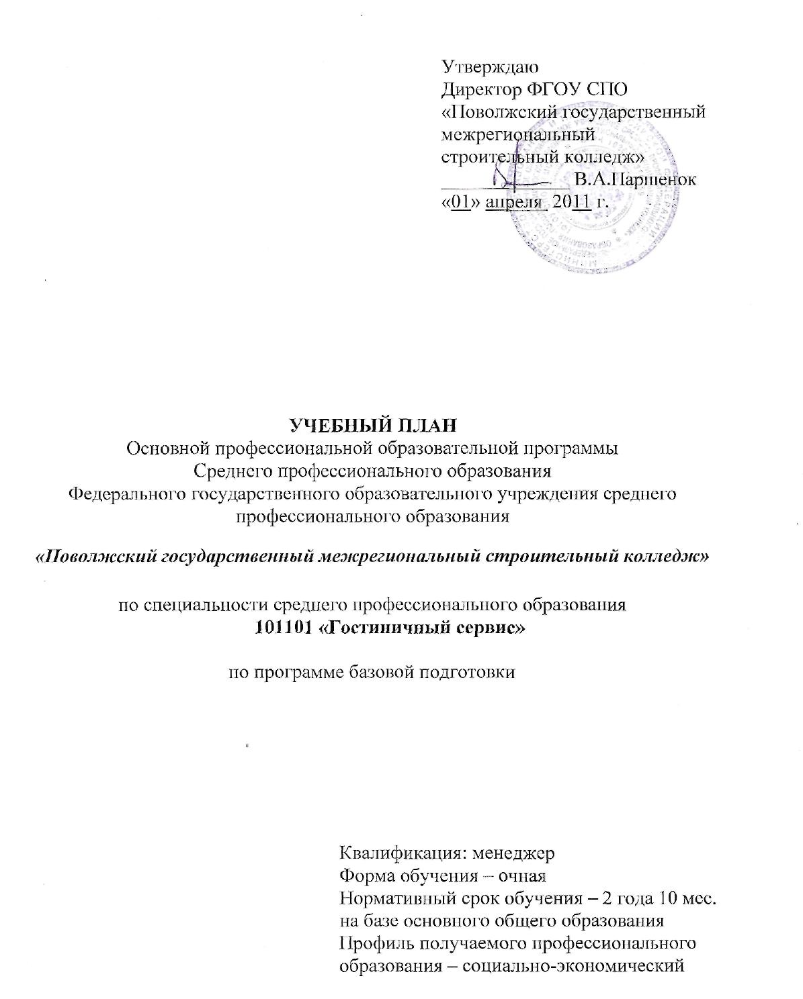 Утверждаю
Директор ФГОУ СПО
«Поволжский государственный
межрегиональный
строительный колледж»
______________ В.А.Паршенок
«01» апреля 2011 г.
УЧЕБНЫЙ ПЛАН
Основной профессиональной образовательной программы
Среднего профессионального образования
Федерального государственного образовательного учреждения среднего
профессионального образования
«Поволжский государственный межрегиональный строительный колледж»
по специальности среднего профессионального образования
101101 «Гостиничный сервис»
по программе базовой подготовки
Квалификация: менеджер
Форма обучения – очная
Нормативный срок обучения – 2 года 10 мес.
на базе основного общего образования
Профиль получаемого профессионального
образования – социально-экономический